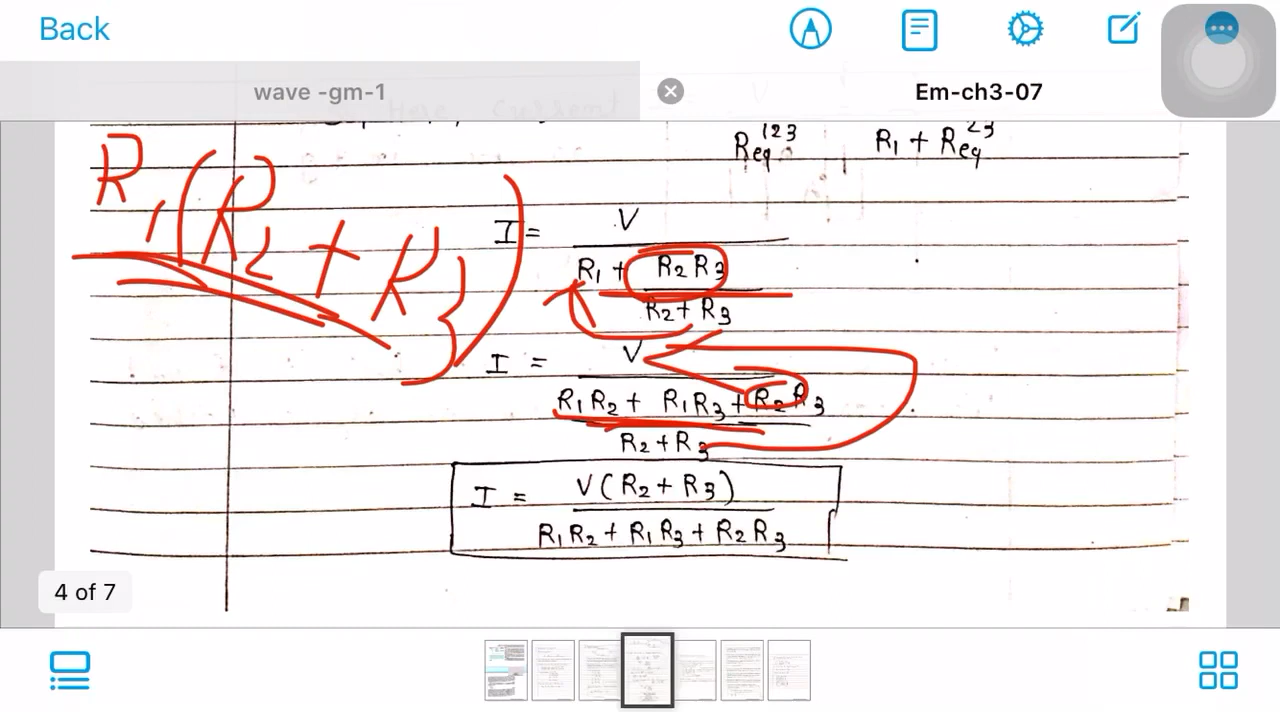 Back
wave -gm-1
Em-ch3-07
Req¹²³ R₁ + Req²³
R₁(R₂ + R₃)
I = V
R₁ + R₂R₃
R₂ + R₃
I = V
R₁R₂ + R₁R₃ + R₂R₃
R₂ + R₃
I = V(R₂ + R₃)
R₁R₂ + R₁R₃ + R₂R₃
4 of 7